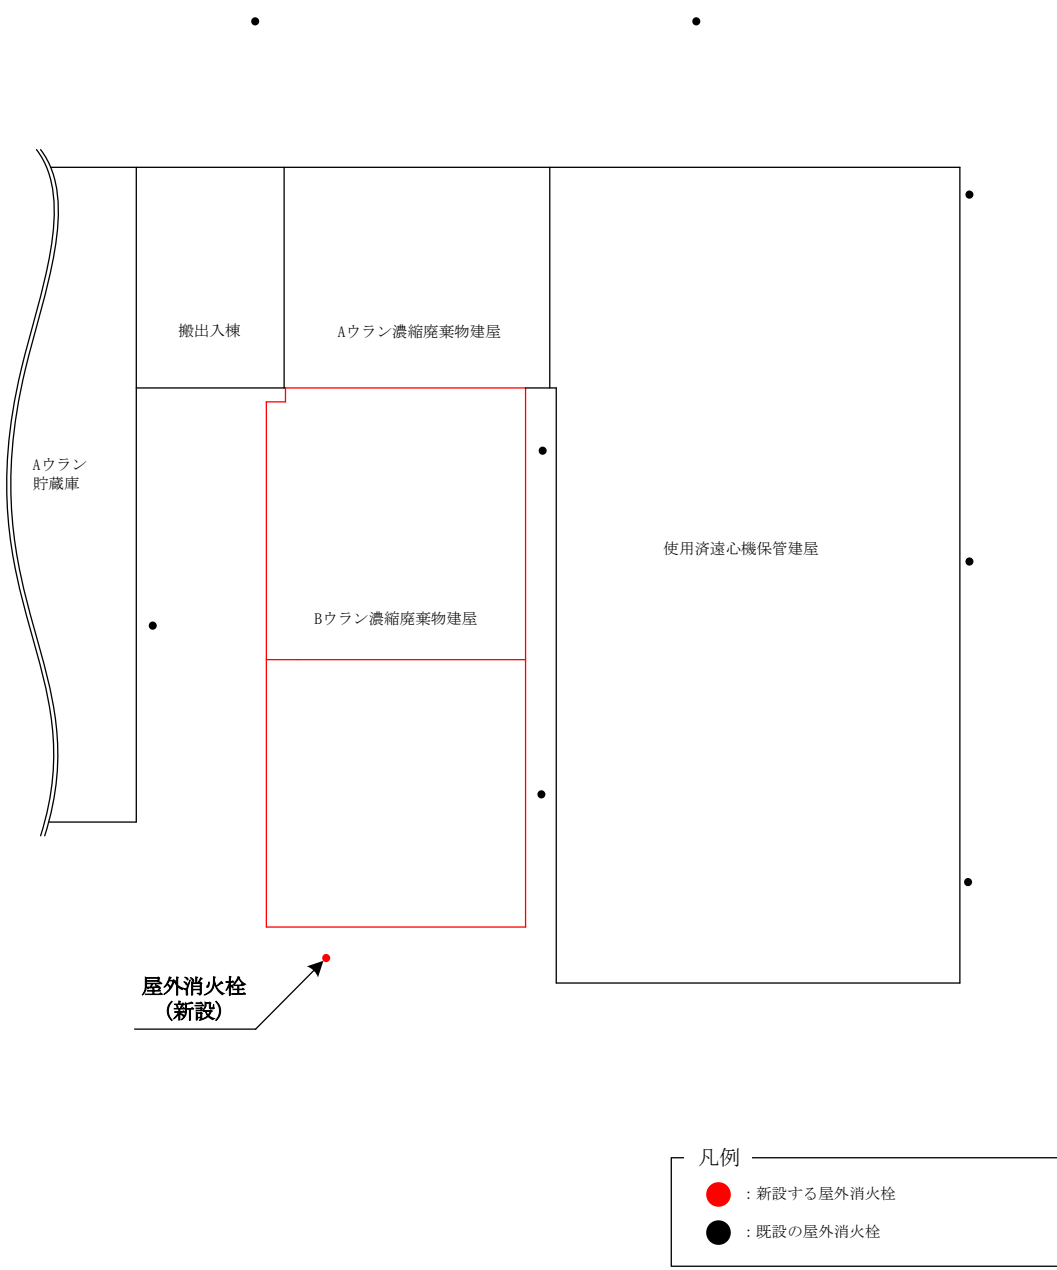 搬出入棟
Aウラン濃縮廃棄物建屋
Aウラン
貯蔵庫
使用済遠心機保管建屋
Bウラン濃縮廃棄物建屋
屋外消火栓
(新設)
凡例
：新設する屋外消火栓
：既設の屋外消火栓